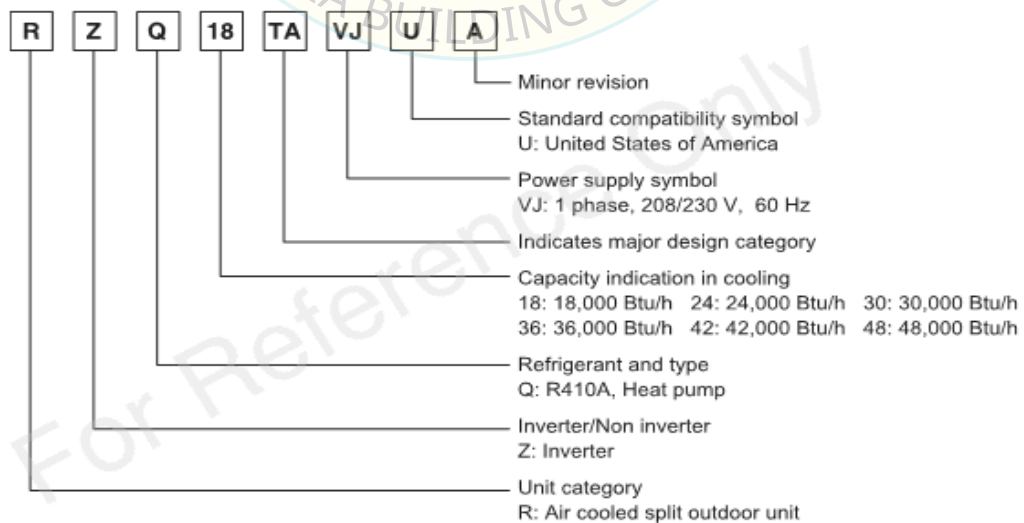 A BUILDING
R Z Q 18 TA VJ U A
Minor revision
Standard compatibility symbol
U: United States of America
Power supply symbol
VJ: 1 phase, 208/230 V, 60 Hz
Indicates major design category
Capacity indication in cooling
18: 18,000 Btu/h 24: 24,000 Btu/h 30: 30,000 Btu/h
36: 36,000 Btu/h 42: 42,000 Btu/h 48: 48,000 Btu/h
Refrigerant and type
Q: R410A, Heat pump
Inverter/Non inverter
Z: Inverter
Unit category
R: Air cooled split outdoor unit
For Reference Only